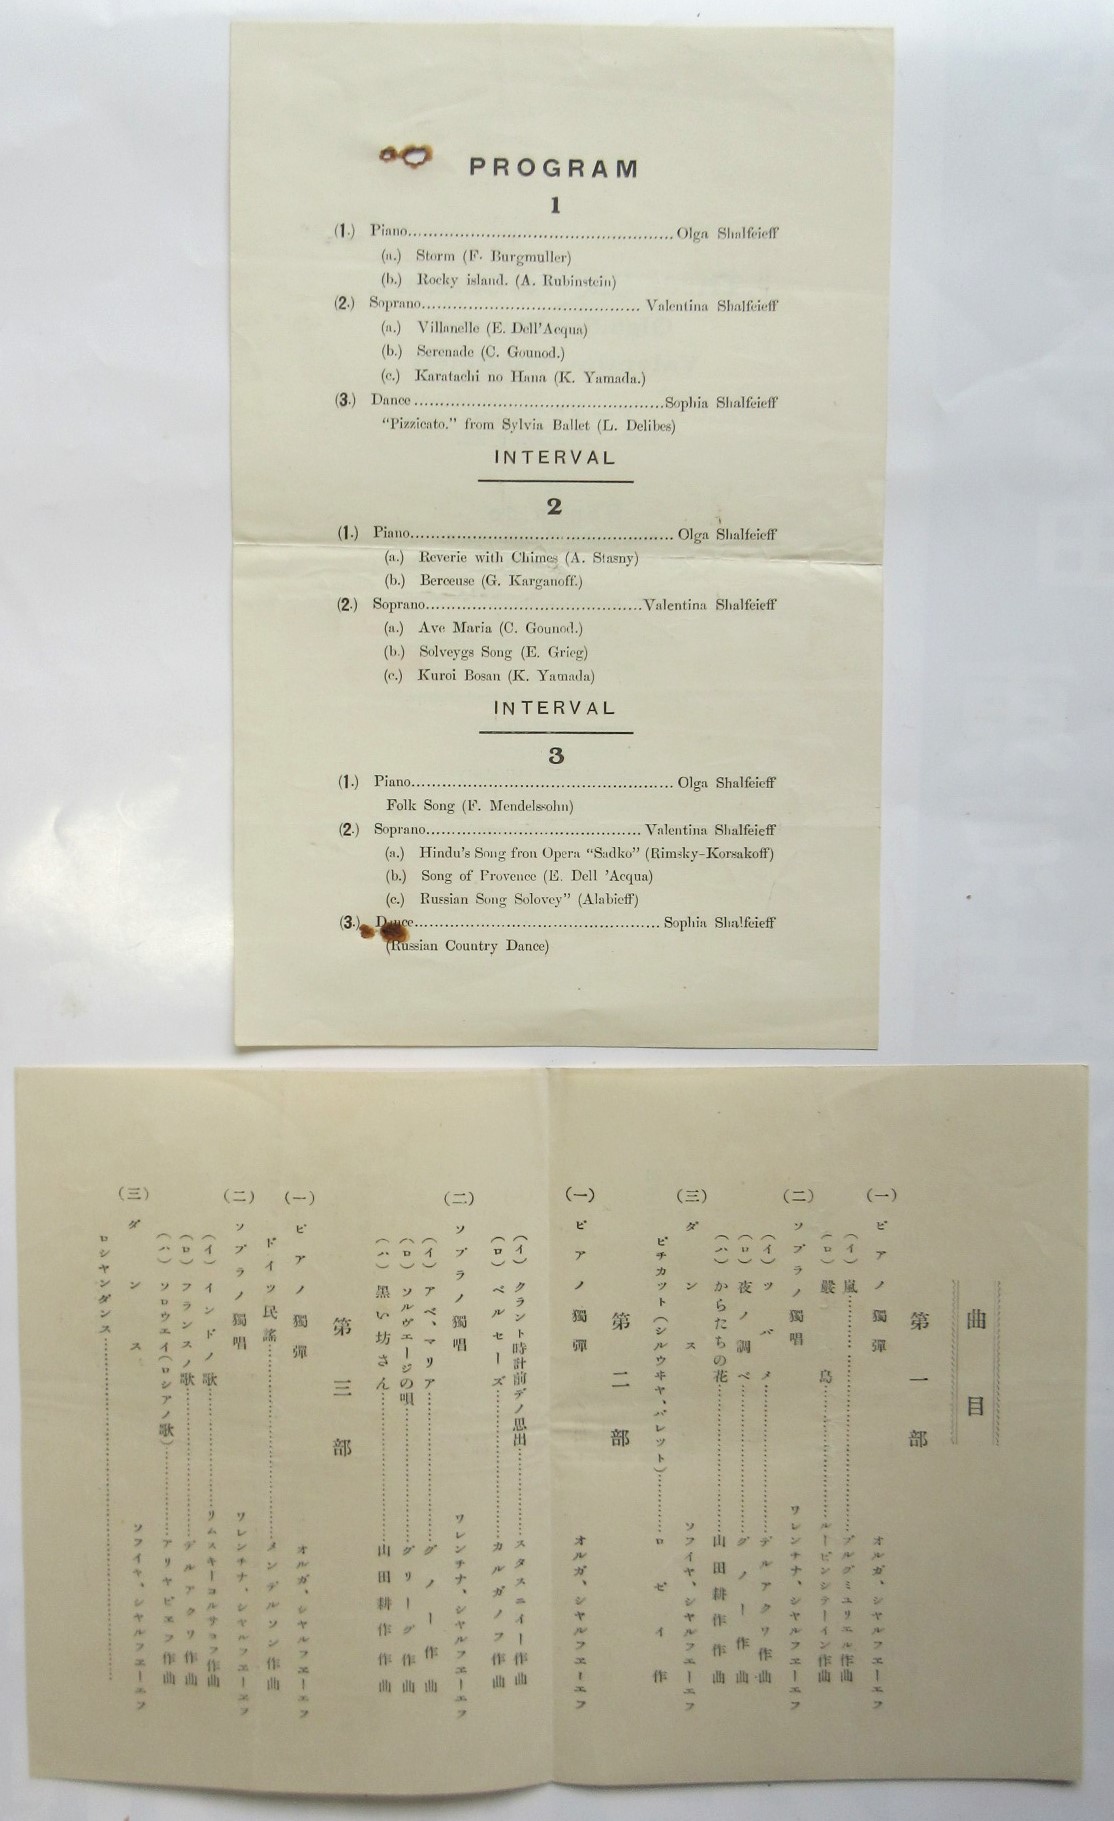 PROGRAM
1
(1.) Piano.................................................... Olga Shalfeieff
(a.) Storm (F. Burgmuller)
(b.) Rocky island. (A. Rubinstein)
(2.) Soprano.......................................... Valentina Shalfeieff
(a.) Villanelle (E. Dell'Acqua)
(b.) Serenade (C. Gounod.)
(c.) Karatachi no Hana (K. Yamada.)
(3.) Dance ................................................Sophia Shalfeieff
“Pizzicato.” from Sylvia Ballet (L. Delibes)
INTERVAL
2
(1.) Piano.................................................... Olga Shalfeieff
(a.) Reverie with Chimes (A. Stasny)
(b.) Berceuse (G. Karganoff.)
(2.) Soprano..........................................Valentina Shalfeieff
(a.) Ave Maria (C. Gounod.)
(b.) Solveygs Song (E. Grieg)
(c.) Kuroi Bosan (K. Yamada)
INTERVAL
3
(1.) Piano.................................................... Olga Shalfeieff
Folk Song (F. Mendelssohn)
(2.) Soprano.......................................... Valentina Shalfeieff
(a.) Hindu's Song fron Opera “Sadko” (Rimsky-Korsakoff)
(b.) Song of Provence (E. Dell 'Acqua)
(c.) Russian Song Solovey” (Alabieff)
(3.) Dance................................................ Sophia Shalfeieff
(Russian Country Dance)
曲目
第一部
(一) ピアノ獨彈 オルガ、シャルフエーエフ
(イ) 嵐………ブルグミユリエル作曲
(ロ) 巖島………ルービンシテーイン作曲
(二) ソプラノ獨唱 ワレンチナ、シャルフエーエフ
(イ) ツバメ………デルアクリ作曲
(ロ) 夜ノ調ベ………グノー作曲
(ハ) からたちの花………山田耕作作曲
(三) ダンス ソフイヤ、シャルフエーエフ
ピチカット(シルウヰヤ、バレット)………ロゼイ作
第二部
(一) ピアノ獨彈 オルガ、シャルフエーエフ
(イ) クラント時計前デノ思出………スタスニイー作曲
(ロ) ベルセーズ………カルガノフ作曲
(二) ソプラノ獨唱 ワレンチナ、シャルフエーエフ
(イ) アベ、マリア………グノー作曲
(ロ) ソルヴエージの唄………グリーグ作曲
(ハ) 黑い坊さん………山田耕作作曲
第三部
(一) ピアノ獨彈 オルガ、シャルフエーエフ
ドイツ民謠………メンデルソン作曲
(二) ソプラノ獨唱 ワレンチナ、シャルフエーエフ
(イ) インドノ歌………リムスキーコルサコフ作曲
(ロ) フランスノ歌………デルアクリ作曲
(ハ) ソロウエイ(ロシアノ歌)………アリヤビエフ作曲
(三) ダンス ソフイヤ、シャルフエーエフ
ロシヤンダンス………